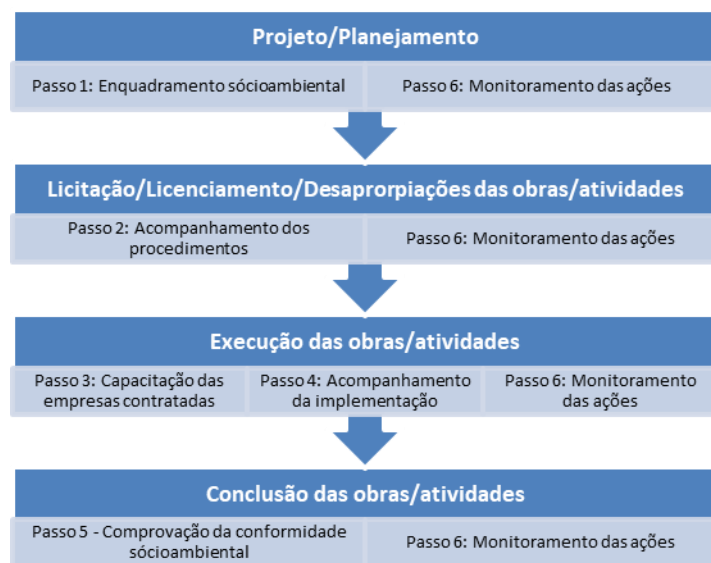 Projeto/Planejamento
Passo 1: Enquadramento sócioambiental
Passo 6: Monitoramento das ações
Licitação/Licenciamento/Desaprorpiações das obras/atividades
Passo 2: Acompanhamento dos
procedimentos
Passo 6: Monitoramento das ações
Execução das obras/atividades
Passo 3: Capacitação das
empresas contratadas
Passo 4: Acompanhamento
da implementação
Passo 6: Monitoramento
das ações
Conclusão das obras/atividades
Passo 5 - Comprovação da conformidade
sócioambiental
Passo 6: Monitoramento das ações